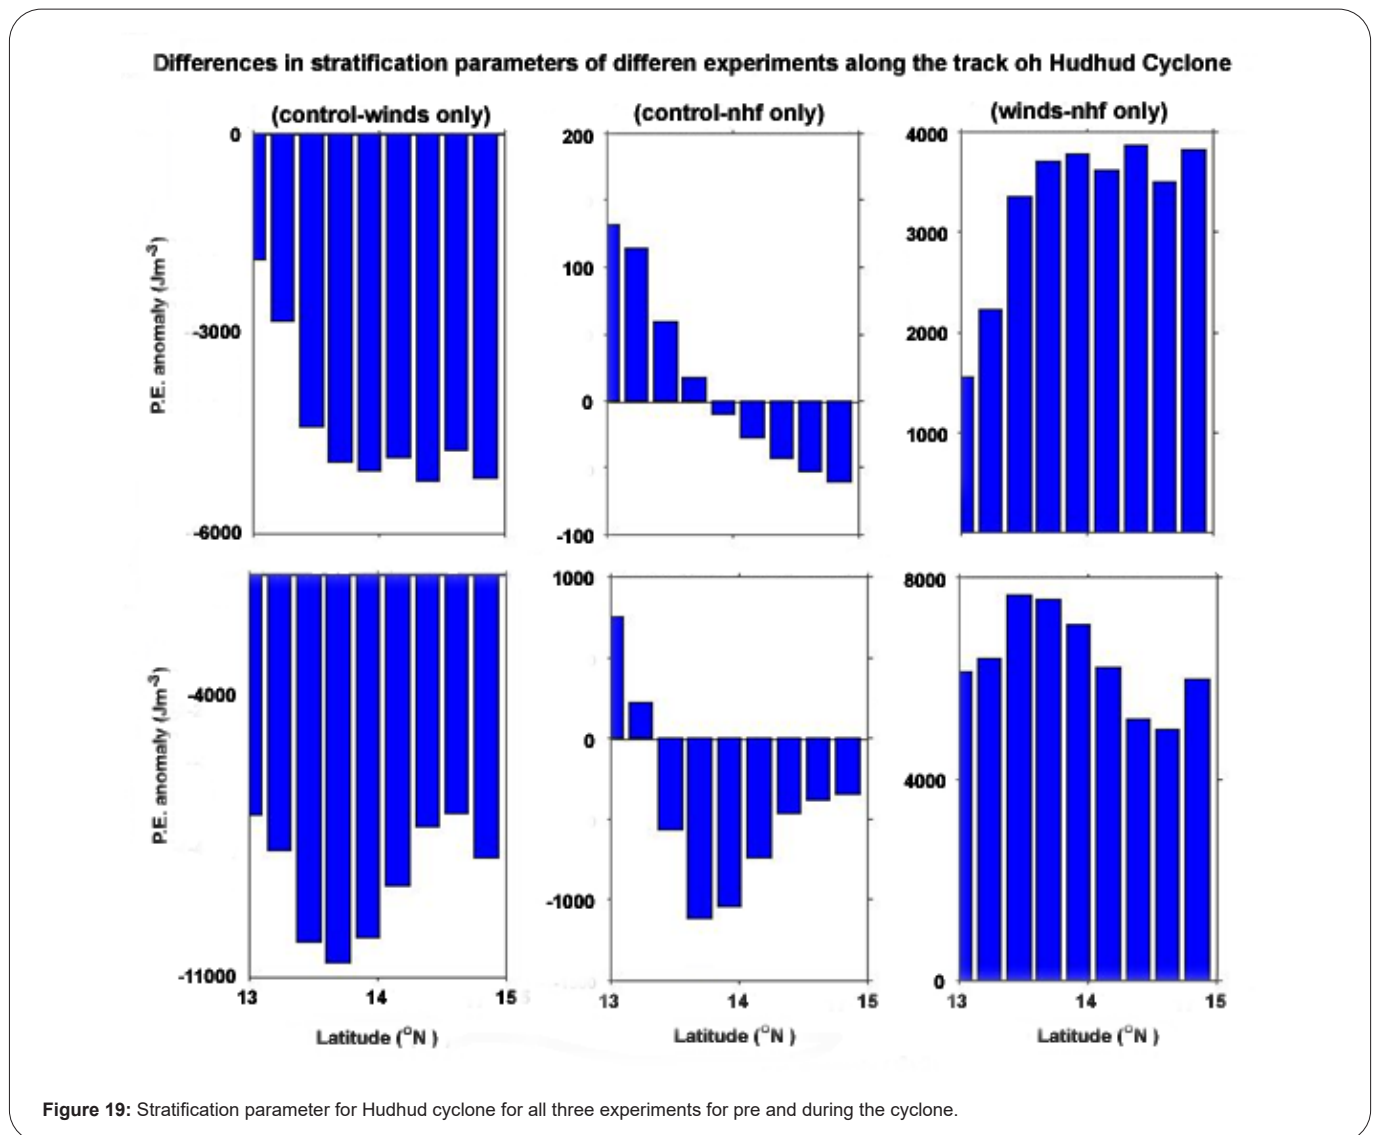 Differences in stratification parameters of differen experiments along the track oh Hudhud Cyclone
(control-winds only)
(control-nhf only)
(winds-nhf only)
P.E. anomaly (Jm-3)
0
-3000
-6000
200
100
0
-100
4000
3000
2000
1000
P.E. anomaly (Jm-3)
-4000
-11000
1000
0
-1000
8000
4000
0
13 14 15
13 14 15
13 14 15
Latitude (°N )
Latitude (°N )
Latitude (°N )
Figure 19: Stratification parameter for Hudhud cyclone for all three experiments for pre and during the cyclone.